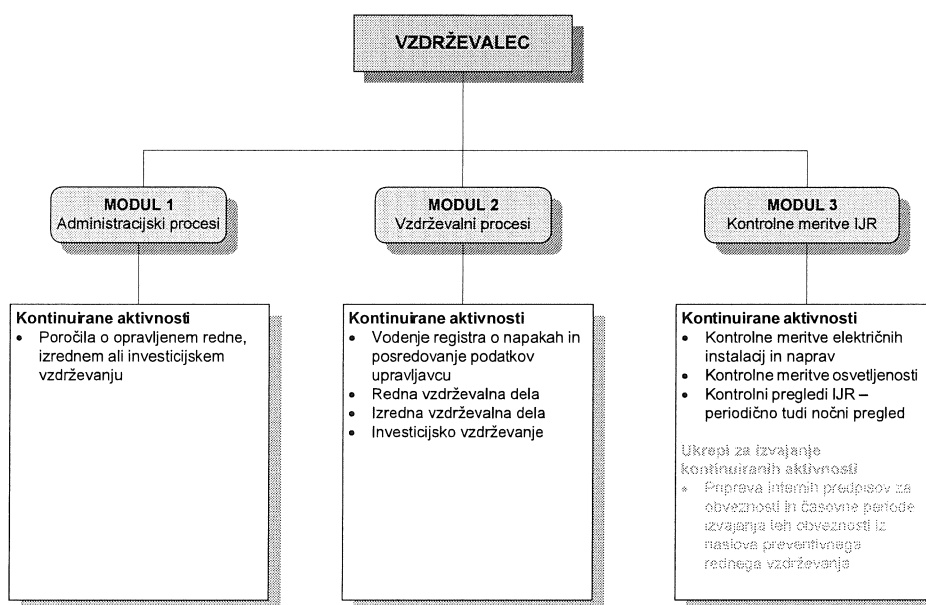 VZDRŽEVALEC
MODUL 1
Administracijski procesi
Kontinuirane aktivnosti
• Poročila o opravljenem redne,
izrednem ali investicijskem
vzdrževanju
MODUL 2
Vzdrževalni procesi
Kontinuirane aktivnosti
• Vodenje registra o napakah in
posredovanje podatkov
upravljavcu
• Redna vzdrževalna dela
• Izredna vzdrževalna dela
• Investicijsko vzdrževanje
MODUL 3
Kontrolne meritve IJR
Kontinuirane aktivnosti
• Kontrolne meritve električnih
instalacij in naprav
• Kontrolne meritve osvetljenosti
• Kontrolni pregledi IJR –
periodično tudi nočni pregled
Ukrepi za izvajanje
kontinuiranih aktivnosti
• Priprava internih predpisov za
obveznosti in časovne periode
izvajanja teh obveznosti iz
naslova preventivnega
rednega vzdrževanja